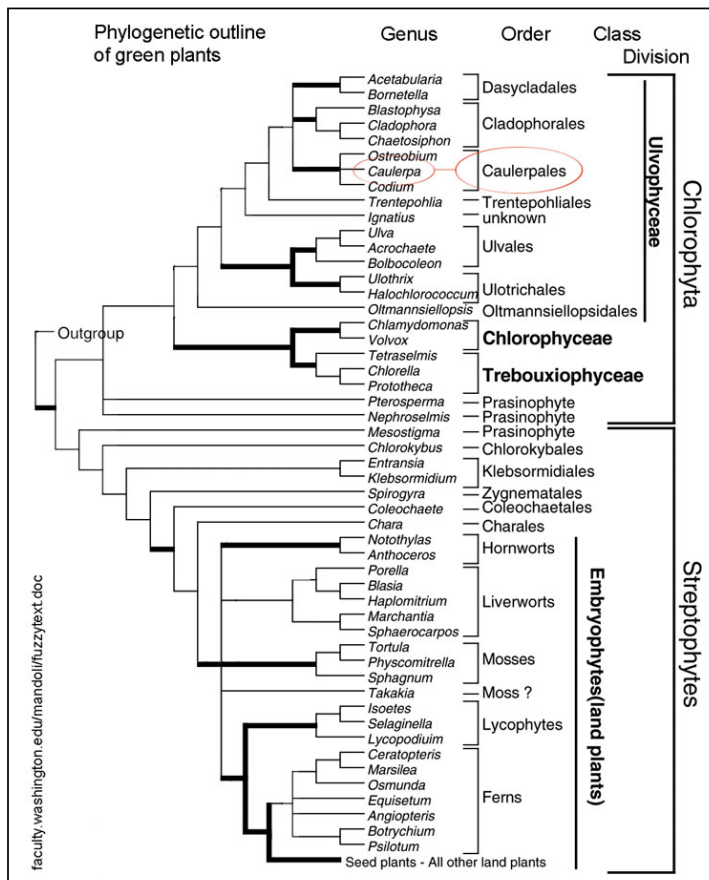 Phylogenetic outline of green plants
Genus Order Class
Division
Acetabularia
Bornetella
Dasycladales
Blastophysa
Cladophora
Chaetosiphon
Cladophorales
Ostreobium
Caulerpa
Codium
Caulerpales
Trentepohlia Trentepohliales
Ignatius unknown
Ulva
Acrochaete
Bolbocoleon
Ulvales
Ulothrix
Halochlorococcum
Ulotrichales
Oltmannsiellopsis Oltmannsiellopsidales
Ulvophyceae
Outgroup
Chlamydomonas
Volvox
Chlorophyceae
Tetraselmis
Chlorella
Prototheca
Trebouxiophyceae
Pterosperma Prasinophyte
Nephroselmis Prasinophyte
Chlorophyta
Mesostigma Prasinophyte
Chlorokybus Chlorokybales
Entransia
Klebsormidium
Klebsormidiales
Spirogyra Zygnematales
Coleochaete Coleochaetales
Chara Charales
Notothylas
Anthoceros
Hornworts
Porella
Blasia
Haplomitrium
Marchantia
Sphaerocarpos
Liverworts
Tortula
Physcomitrella
Sphagnum
Mosses
Takakia Moss ?
Isoetes
Selaginella
Lycopodiuim
Lycophytes
Ceratopteris
Marsilea
Osmunda
Equisetum
Angiopteris
Botrychium
Psilotum
Ferns
Seed plants - All other land plants
Embryophytes(land plants)
Streptophytes
faculty.washington.edu/mandoli/fuzzytext.doc